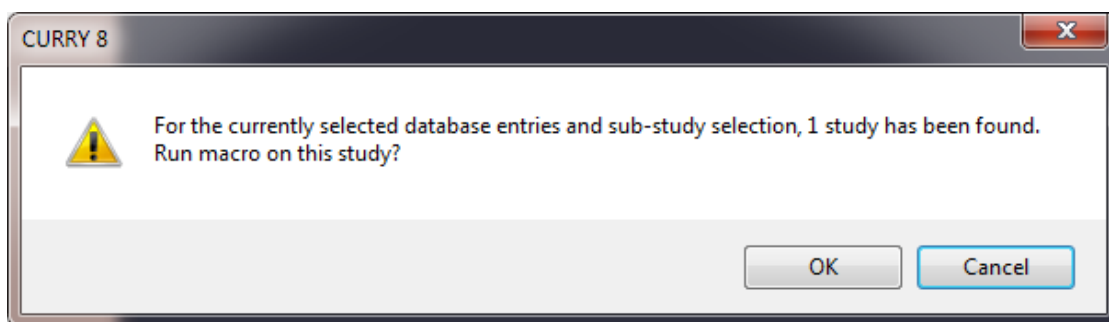 CURRY 8
For the currently selected database entries and sub-study selection, 1 study has been found.
Run macro on this study?
OK
Cancel